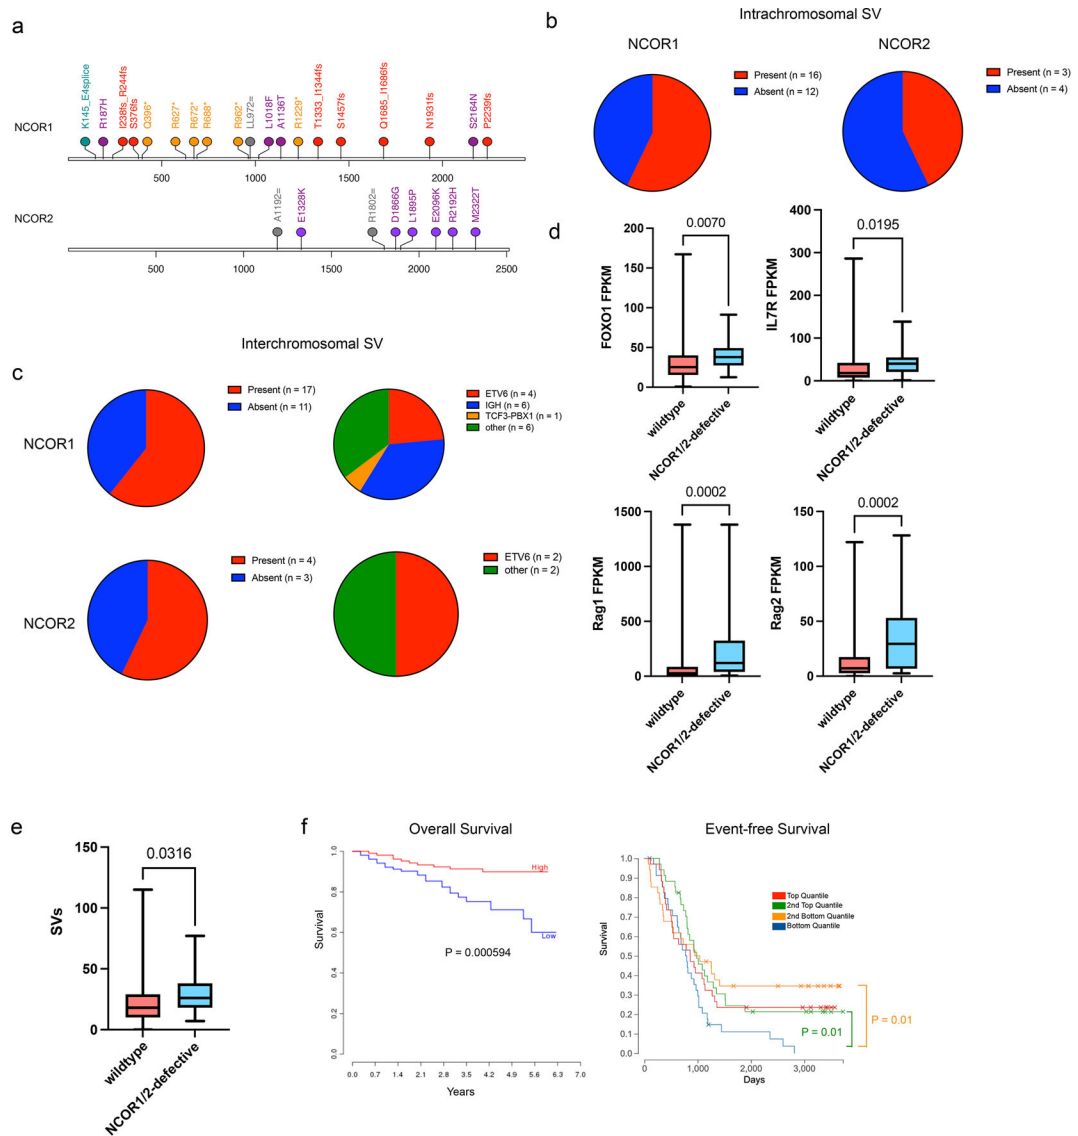 a
NCOR1
K145_E4splice
R187H
I238fs_R244fs
S376fs
Q396*
R627*
R672*
R688*
R962*
LL972=
L1018F
A1136T
R1229*
T1333_I1344fs
S1457fs
Q1685_I1686fs
N1931fs
S2164N
P2239fs
500 1000 1500 2000
NCOR2
A1192=
E1328K
R1802=
D1866G
L1895P
E2096K
R2192H
M2322T
500 1000 1500 2000 2500
b
Intrachromosomal SV
NCOR1
Present (n = 16)
Absent (n = 12)
NCOR2
Present (n = 3)
Absent (n = 4)
Interchromosomal SV
c
NCOR1
Present (n = 17)
Absent (n = 11)
ETV6 (n = 4)
IGH (n = 6)
TCF3-PBX1 (n = 1)
other (n = 6)
NCOR2
Present (n = 4)
Absent (n = 3)
ETV6 (n = 2)
other (n = 2)
d
FOXO1 FPKM
200
150
100
50
0
0.0070
wildtype
NCOR1/2-defective
IL7R FPKM
400
300
200
100
0
0.0195
wildtype
NCOR1/2-defective
Rag1 FPKM
1500
1000
500
0
0.0002
wildtype
NCOR1/2-defective
Rag2 FPKM
150
100
50
0
0.0002
wildtype
NCOR1/2-defective
e
SVs
150
100
50
0
0.0316
wildtype
NCOR1/2-defective
f
Overall Survival
Survival
1.0
0.8
0.6
0.4
0.2
0.0
High
Low
P = 0.000594
0.0 0.7 1.4 2.1 2.8 3.5 4.2 4.9 5.6 6.3 7.0
Years
Event-free Survival
Survival
1.0
0.9
0.8
0.7
0.6
0.5
0.4
0.3
0.2
0.1
0.0
Top Quantile
2nd Top Quantile
2nd Bottom Quantile
Bottom Quantile
P = 0.01
P = 0.01
0 1,000 2,000 3,000
Days